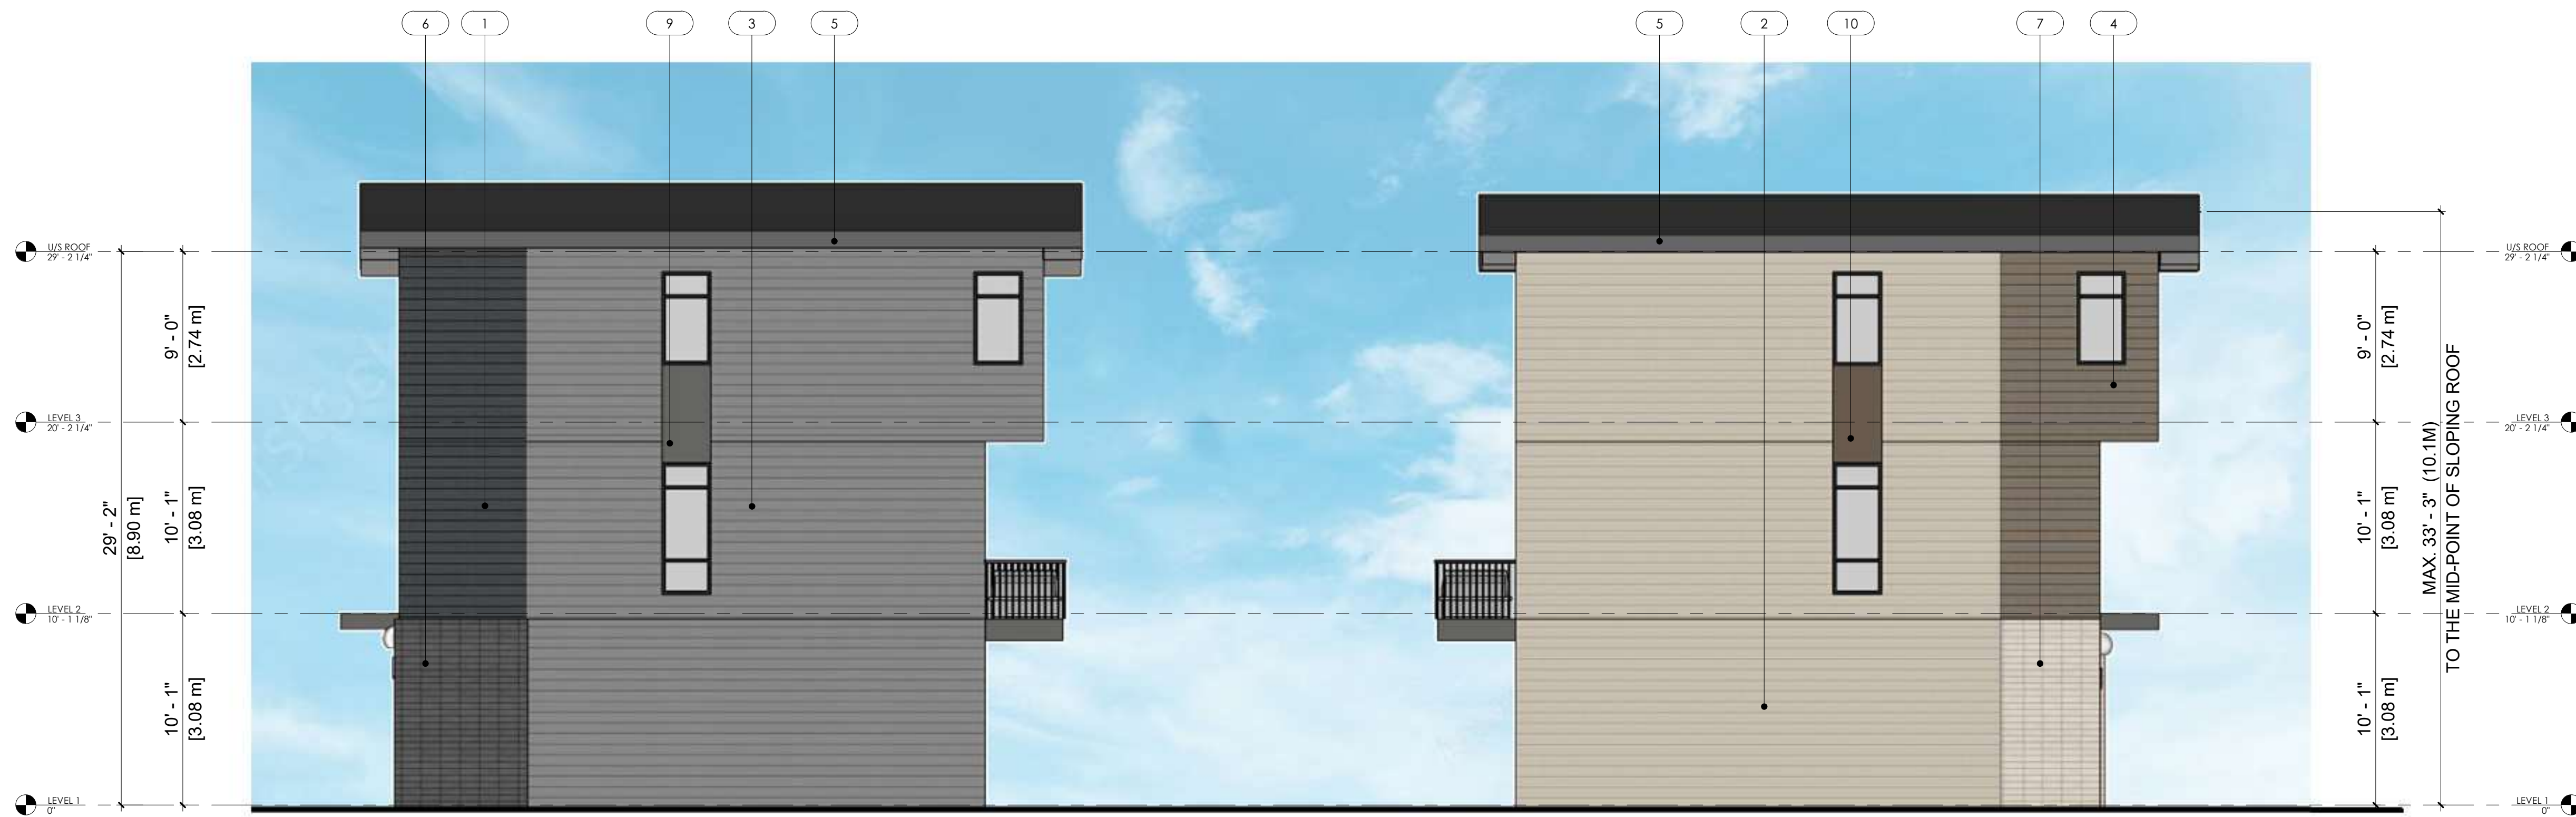 6 1 9 3 5 5 2 10 7 4
U/S ROOF
29' - 2 1/4"
LEVEL 3
20' - 2 1/4"
LEVEL 2
10' - 1 1/8"
LEVEL 1
0"
29' - 2"
[8.90 m]
9' - 0"
[2.74 m]
10' - 1"
[3.08 m]
10' - 1"
[3.08 m]
9' - 0"
[2.74 m]
10' - 1"
[3.08 m]
10' - 1"
[3.08 m]
MAX. 33' - 3" (10.1M)
TO THE MID-POINT OF SLOPING ROOF
U/S ROOF
29' - 2 1/4"
LEVEL 3
20' - 2 1/4"
LEVEL 2
10' - 1 1/8"
LEVEL 1
0"